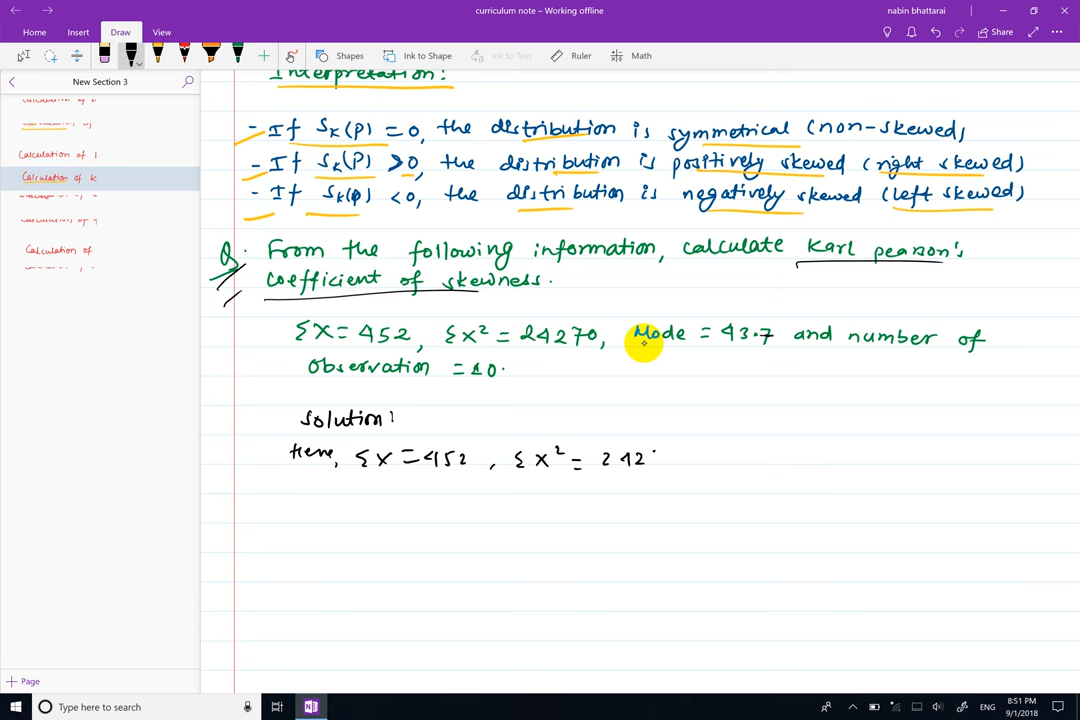 curriculum note – Working offline
nabin bhattarai
Home Insert Draw View
Share
Shapes Ink to Shape Ink to Text Ruler Math
New Section 3
Interpretation:
Calculation of
- If Sk(P) = 0, the distribution is symmetrical (non-skewed)
Calculation of
- If Sk(P) > 0, the distribution is positively skewed (right skewed)
Calculation of k
- If Sk(P) < 0, the distribution is negatively skewed (left skewed)
Calculation of
Q. From the following information, calculate Karl pearson's
coefficient of skewness.
ΣX = 452, ΣX² = 24270, Mode = 43.7 and number of
observation = 10.
Solution:
Here, ΣX = 452, ΣX² = 242
Page
Type here to search
ENG
8:51 PM
9/1/2018